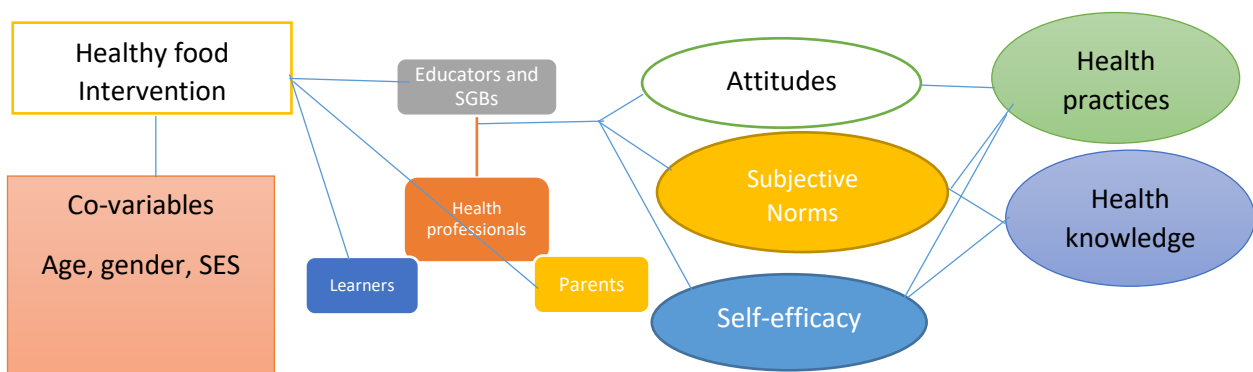 Healthy food
Intervention
Co-variables
Age, gender, SES
Educators and
SGBs
Health
professionals
Learners
Parents
Attitudes
Subjective
Norms
Self-efficacy
Health
practices
Health
knowledge